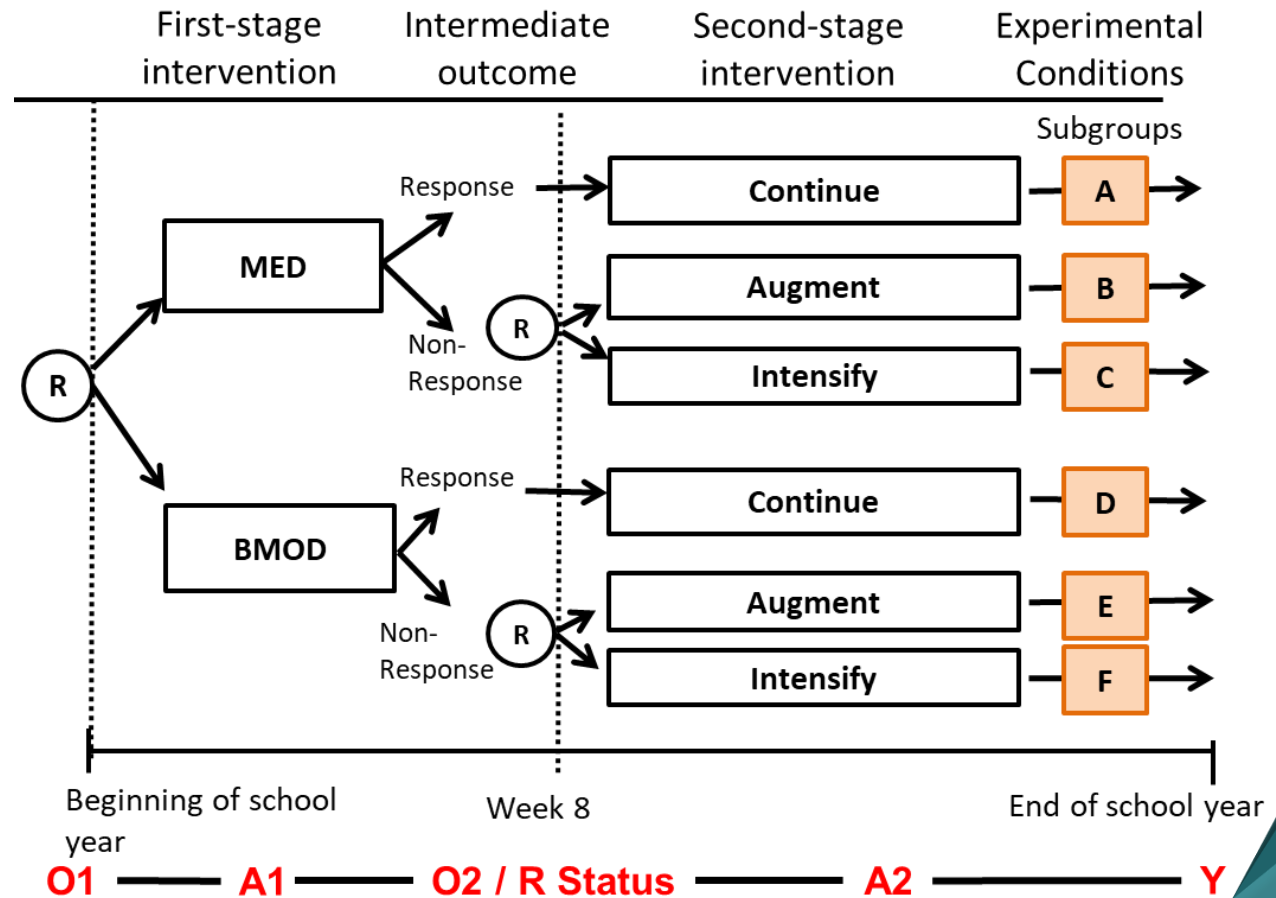 First-stage
intervention
Intermediate
outcome
Second-stage
intervention
Experimental
Conditions
Subgroups
Response
Continue
A
MED
Augment
B
R
Non-
Response
Intensify
C
R
Response
Continue
D
BMOD
Augment
E
R
Non-
Response
Intensify
F
Beginning of school
year
Week 8
End of school year
O1
A1
O2 / R Status
A2
Y